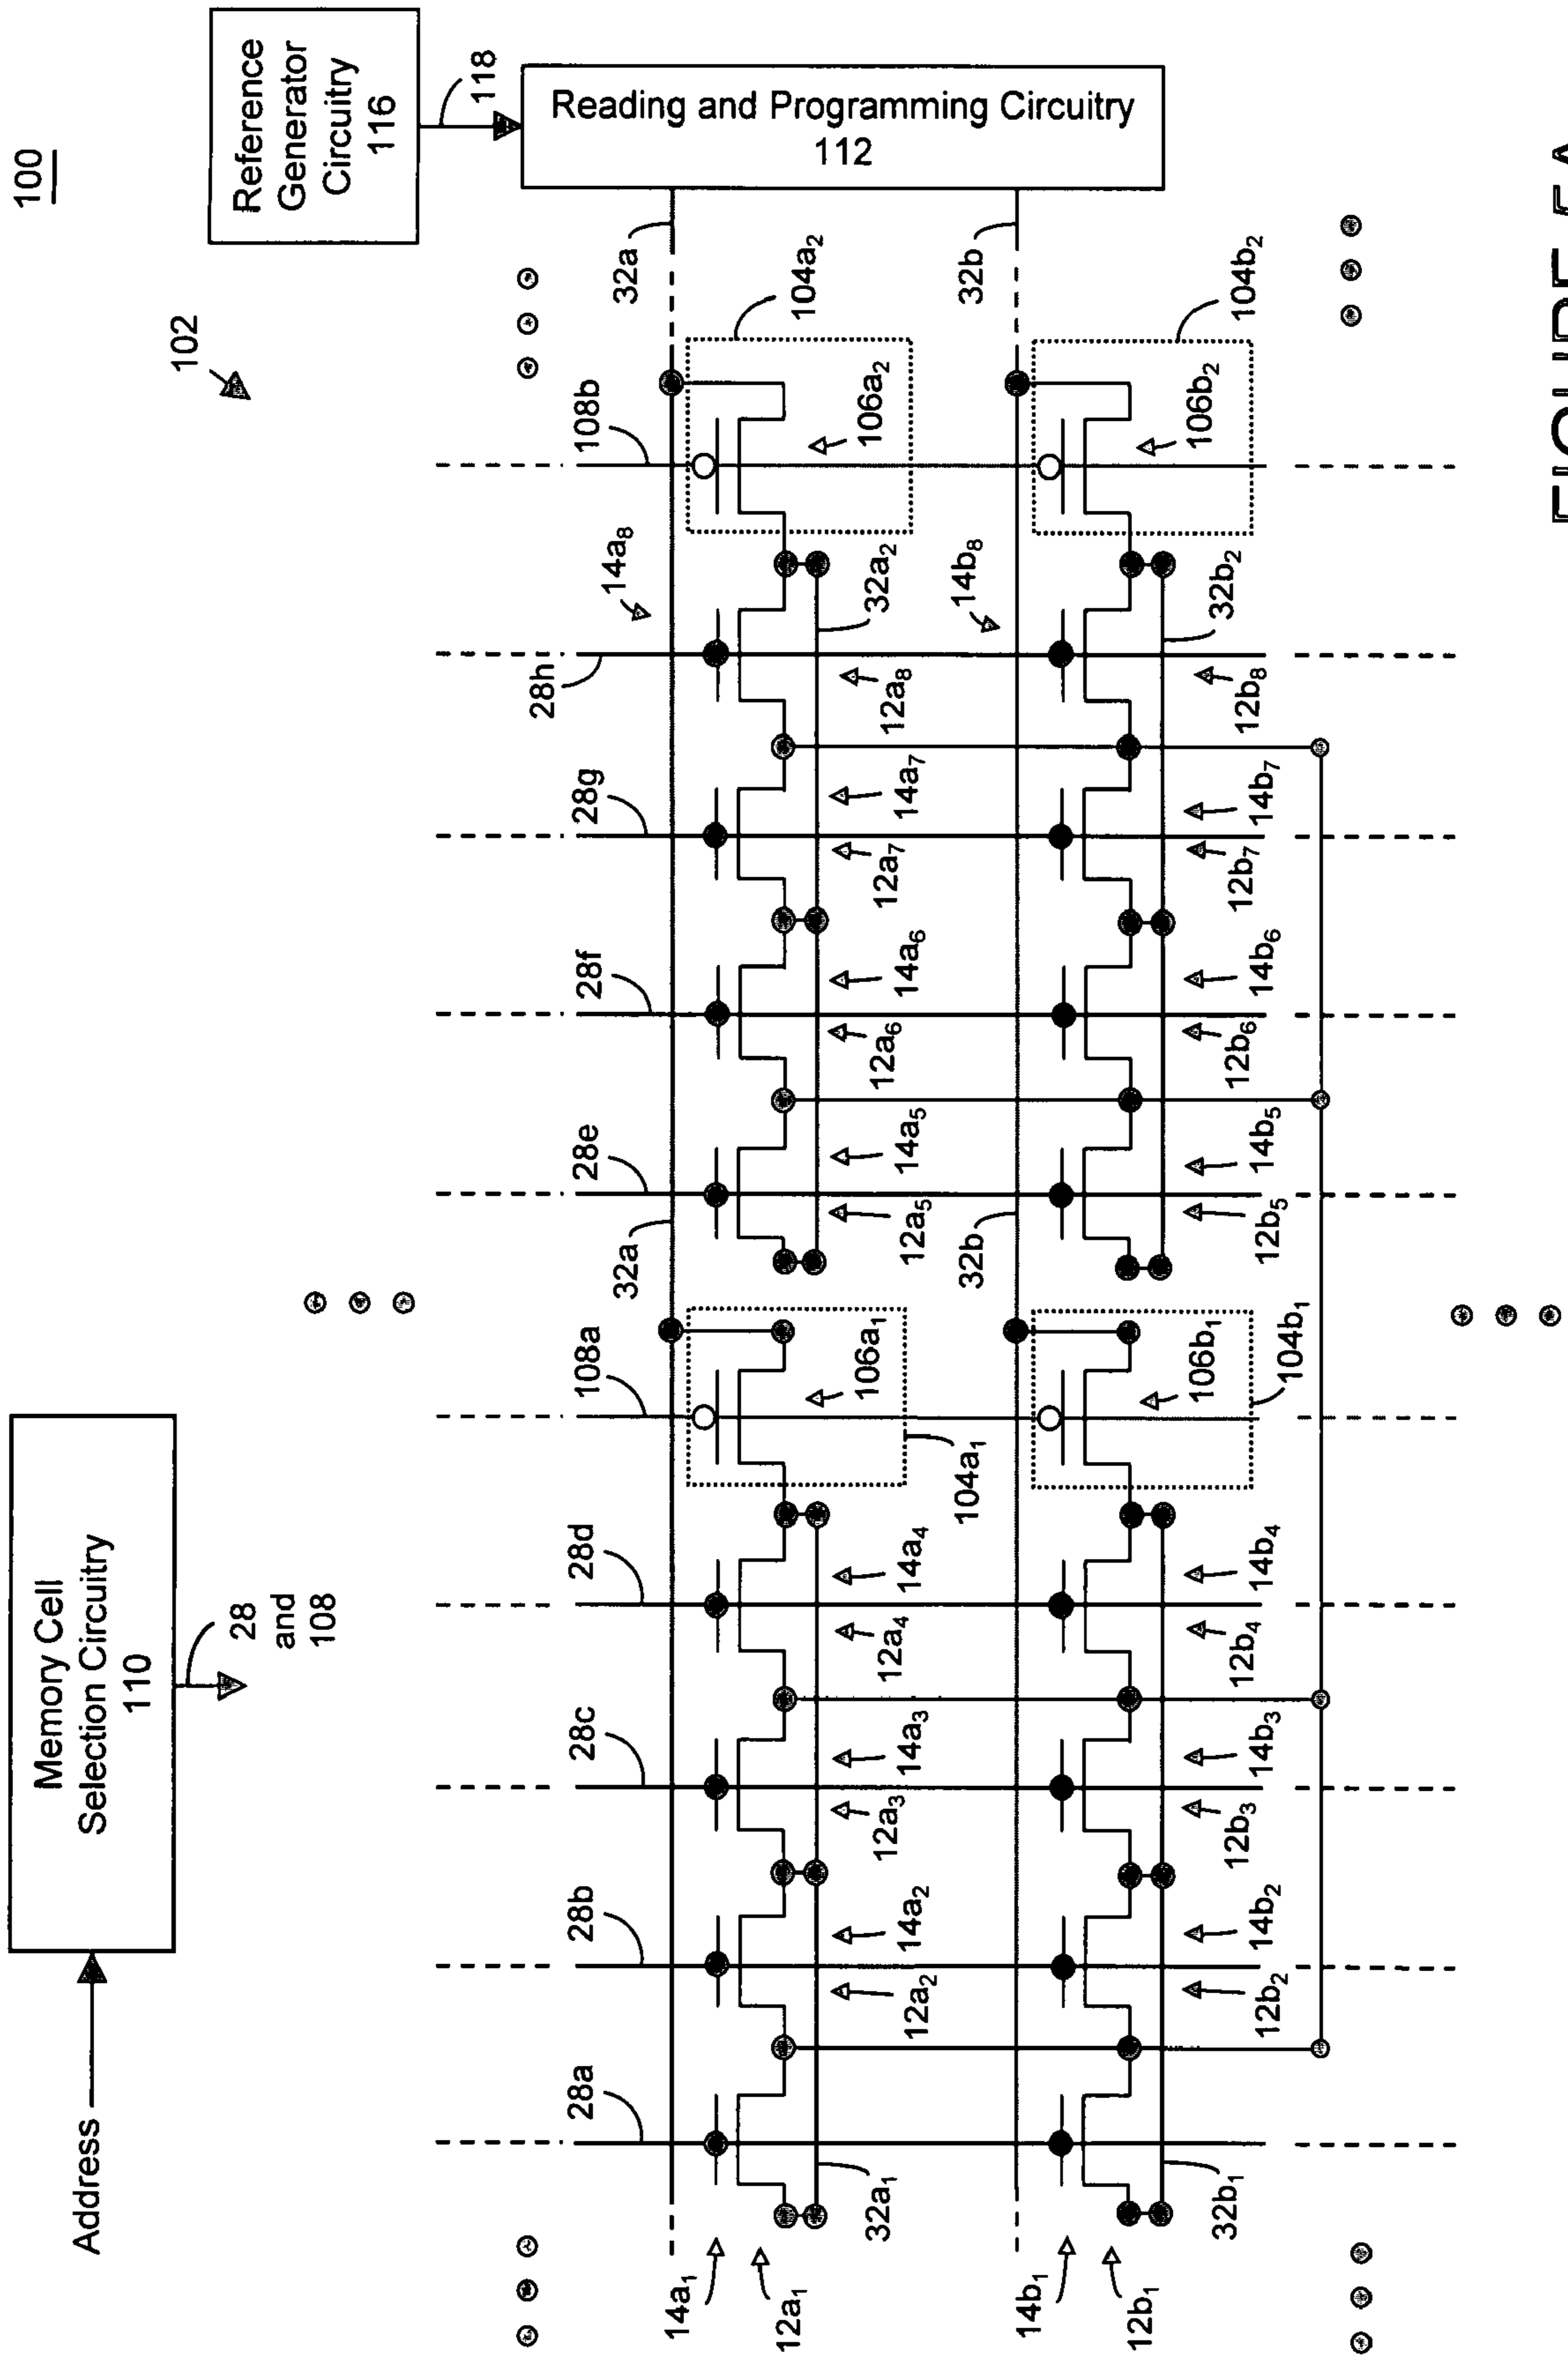 100
102
Memory Cell
Selection Circuitry
110
Address
28
and
108
Reference
Generator
Circuitry
116
118
Reading and Programming Circuitry
112
28a
28b
28c
28d
108a
28e
28f
28g
28h
108b
32a
32a
14a₈
14a₁
12a₁
32a₁
12a₂
14a₂
12a₃
14a₃
12a₄
14a₄
104a₁
106a₁
12a₅
14a₅
12a₆
14a₆
12a₇
14a₇
12a₈
32a₂
106a₂
104a₂
32b
32b
14b₈
14b₁
12b₁
32b₁
12b₂
14b₂
12b₃
14b₃
12b₄
14b₄
106b₁
104b₁
12b₅
14b₅
12b₆
14b₆
12b₇
14b₇
12b₈
32b₂
106b₂
104b₂